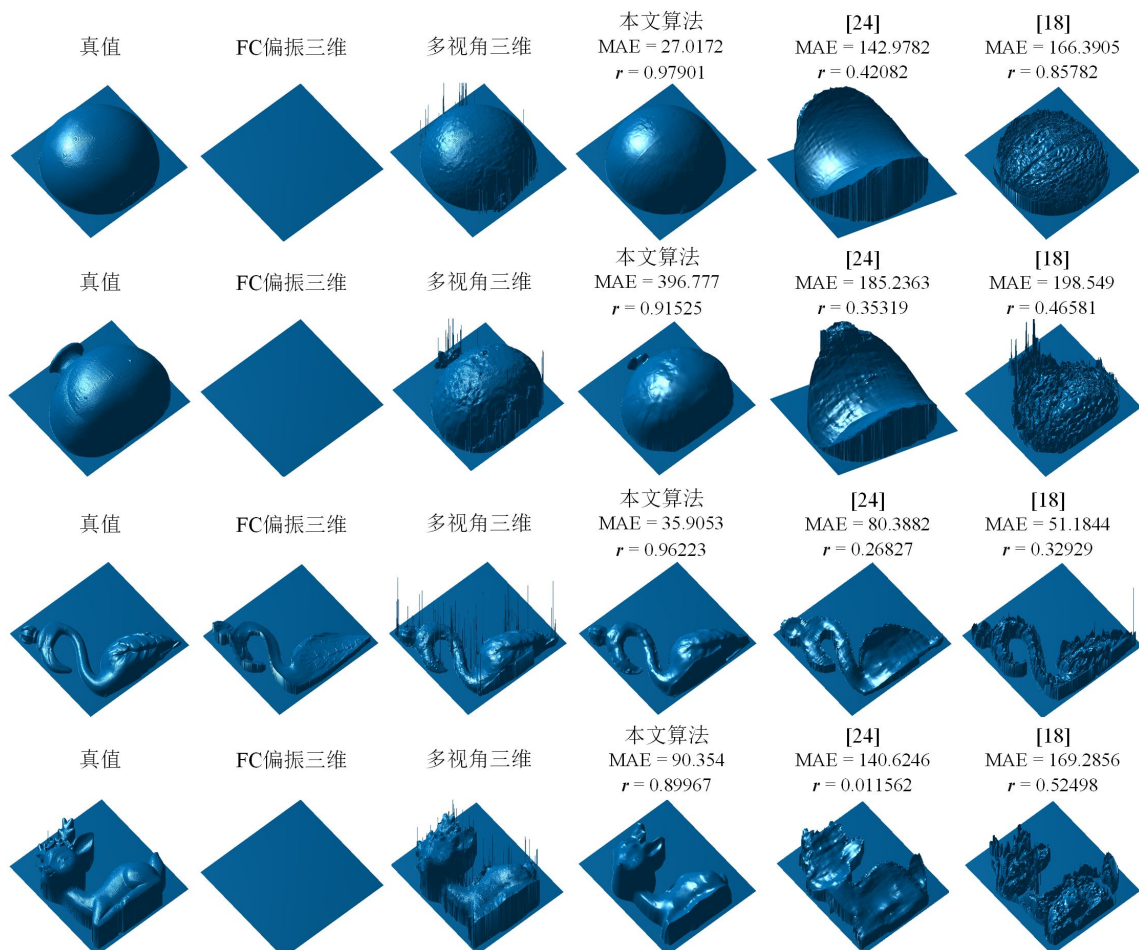 真值
FC偏振三维
多视角三维
本文算法
MAE = 27.0172
r = 0.97901
[24]
MAE = 142.9782
r = 0.42082
[18]
MAE = 166.3905
r = 0.85782
真值
FC偏振三维
多视角三维
本文算法
MAE = 396.777
r = 0.91525
[24]
MAE = 185.2363
r = 0.35319
[18]
MAE = 198.549
r = 0.46581
真值
FC偏振三维
多视角三维
本文算法
MAE = 35.9053
r = 0.96223
[24]
MAE = 80.3882
r = 0.26827
[18]
MAE = 51.1844
r = 0.32929
真值
FC偏振三维
多视角三维
本文算法
MAE = 90.354
r = 0.89967
[24]
MAE = 140.6246
r = 0.011562
[18]
MAE = 169.2856
r = 0.52498